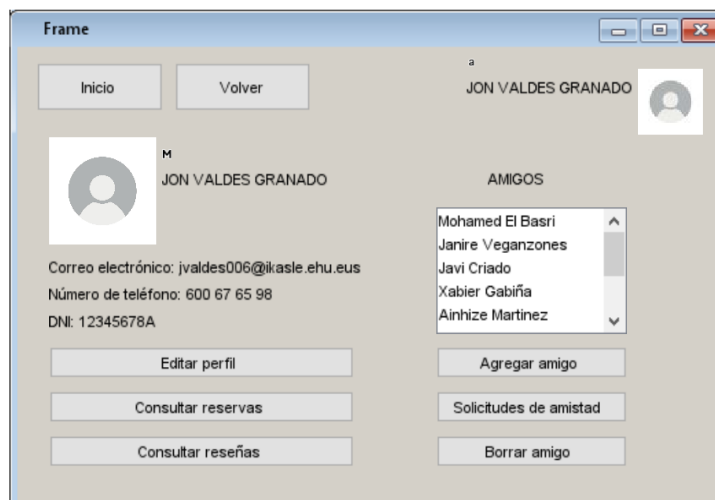 Frame
Inicio
Volver
a
JON VALDES GRANADO
M
JON VALDES GRANADO
Correo electrónico: jvaldes006@ikasle.ehu.eus
Número de teléfono: 600 67 65 98
DNI: 12345678A
Editar perfil
Consultar reservas
Consultar reseñas
AMIGOS
Mohamed El Basri
Janire Veganzones
Javi Criado
Xabier Gabiña
Ainhize Martinez
Agregar amigo
Solicitudes de amistad
Borrar amigo